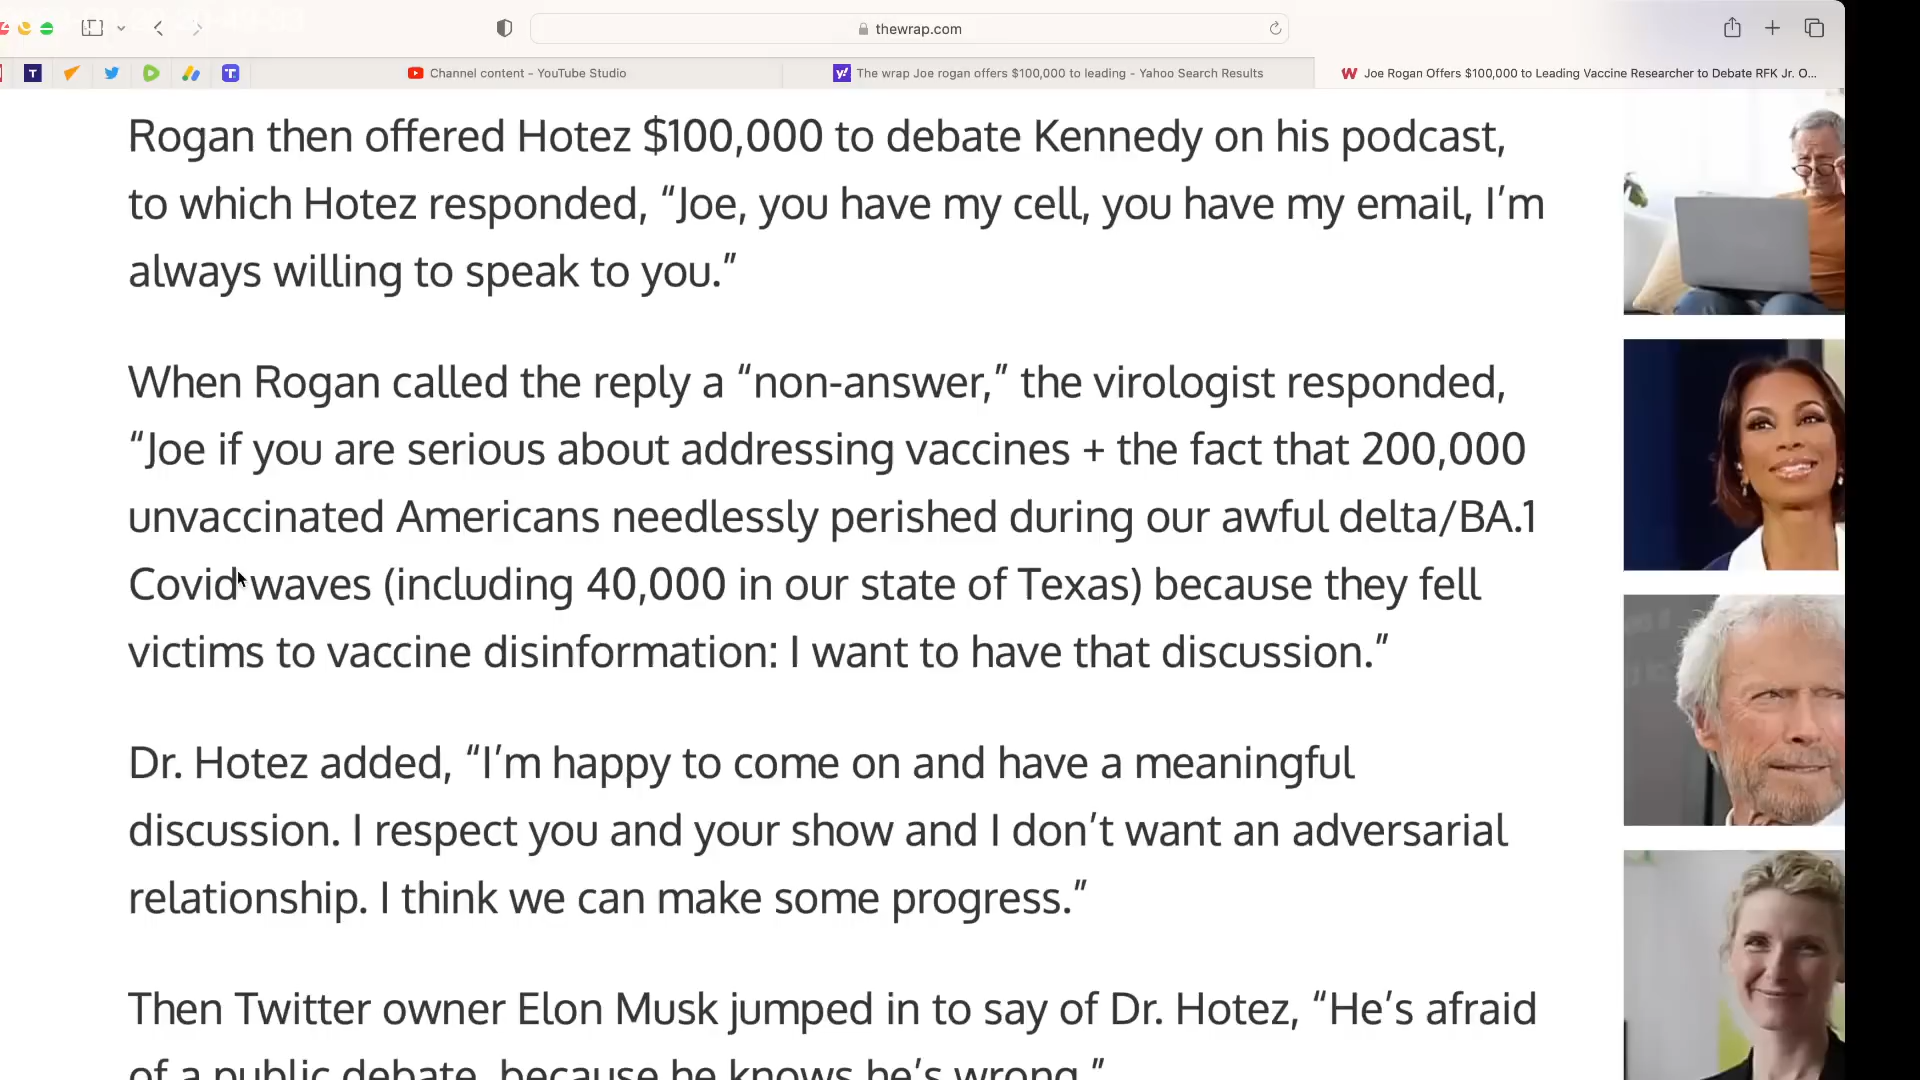 thewrap.com
Channel content - YouTube Studio
The wrap Joe rogan offers $100,000 to leading - Yahoo Search Results
Joe Rogan Offers $100,000 to Leading Vaccine Researcher to Debate RFK Jr. O...
Rogan then offered Hotez $100,000 to debate Kennedy on his podcast,
to which Hotez responded, “Joe, you have my cell, you have my email, I’m
always willing to speak to you.”
When Rogan called the reply a “non-answer,” the virologist responded,
“Joe if you are serious about addressing vaccines + the fact that 200,000
unvaccinated Americans needlessly perished during our awful delta/BA.1
Covid waves (including 40,000 in our state of Texas) because they fell
victims to vaccine disinformation: I want to have that discussion.”
Dr. Hotez added, “I’m happy to come on and have a meaningful
discussion. I respect you and your show and I don’t want an adversarial
relationship. I think we can make some progress.”
Then Twitter owner Elon Musk jumped in to say of Dr. Hotez, “He’s afraid
of a public debate, because he knows he’s wrong.”